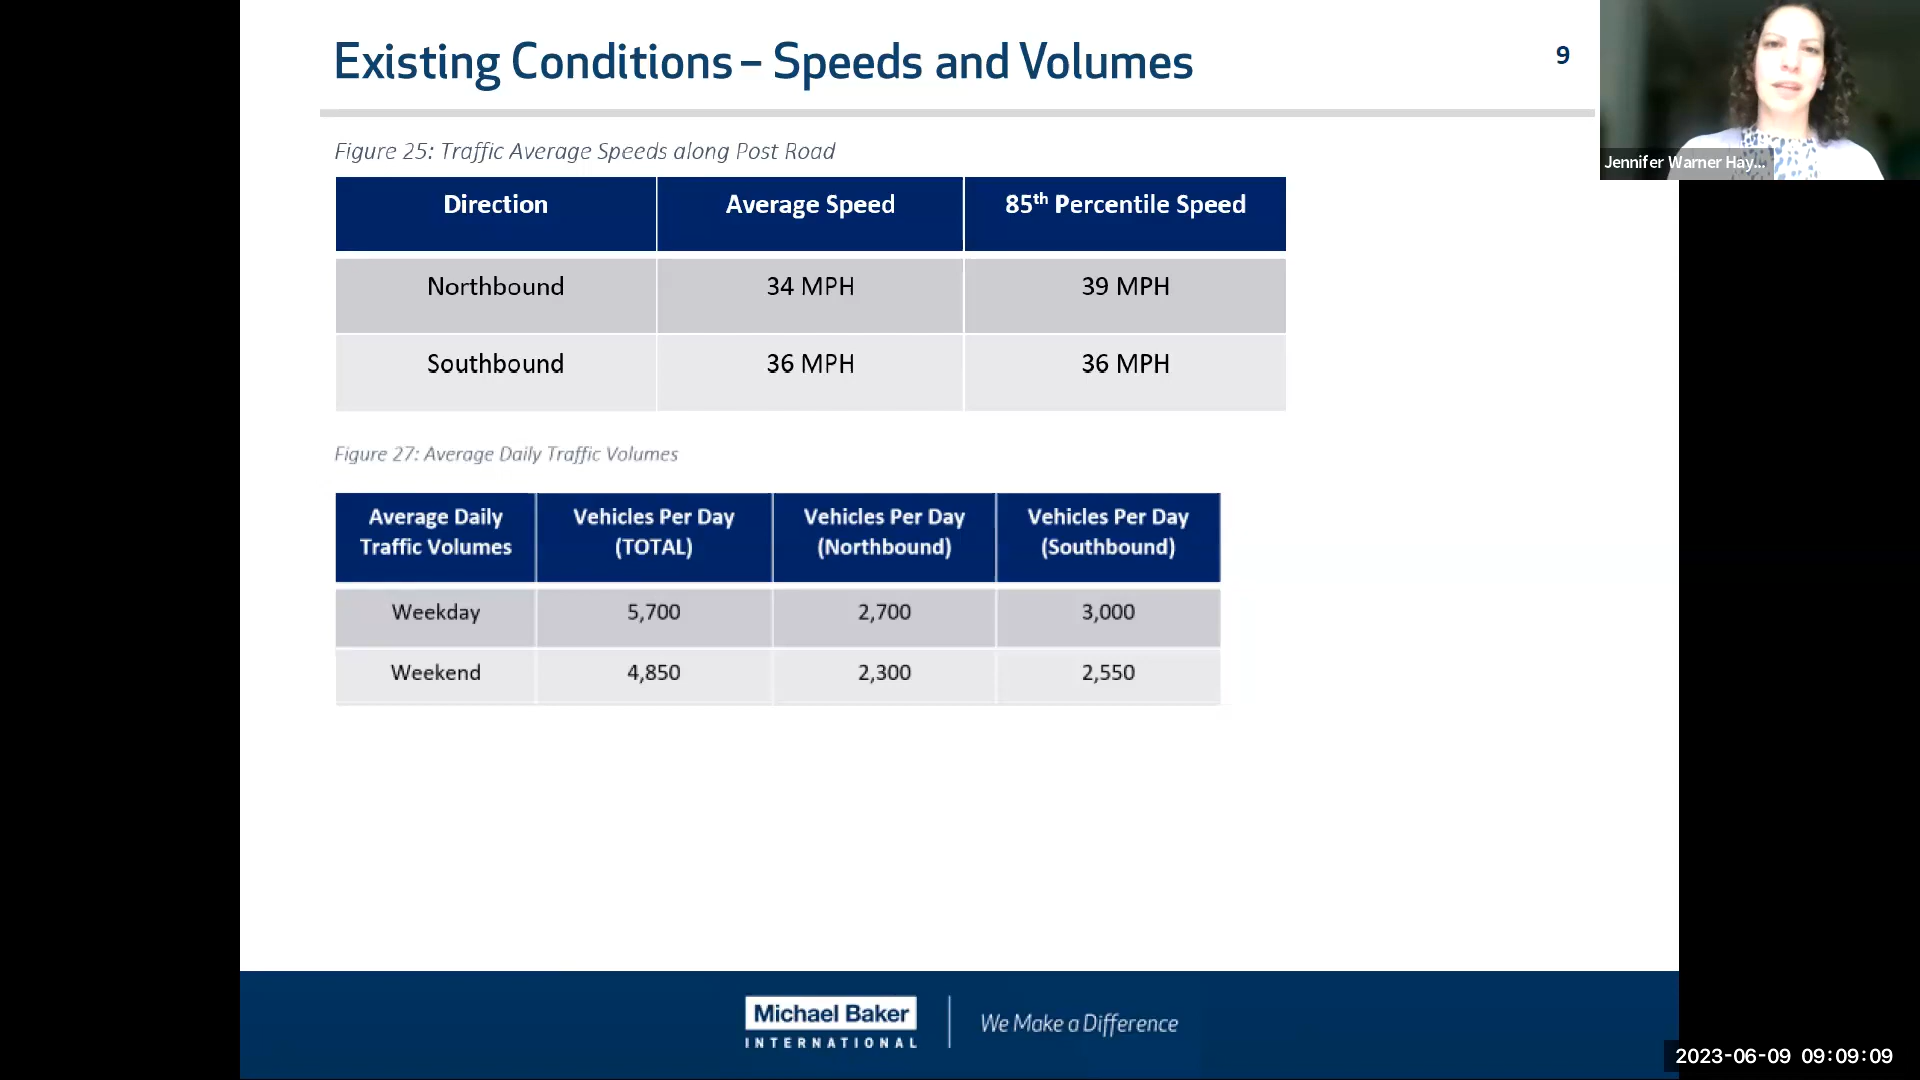 Existing Conditions – Speeds and Volumes
9
Jennifer Warner Hay...
Figure 25: Traffic Average Speeds along Post Road
Direction Average Speed 85th Percentile Speed
Northbound 34 MPH 39 MPH
Southbound 36 MPH 36 MPH
Figure 27: Average Daily Traffic Volumes
Average Daily Traffic Volumes Vehicles Per Day (TOTAL) Vehicles Per Day (Northbound) Vehicles Per Day (Southbound)
Weekday 5,700 2,700 3,000
Weekend 4,850 2,300 2,550
Michael Baker
INTERNATIONAL
We Make a Difference
2023-06-09 09:09:09